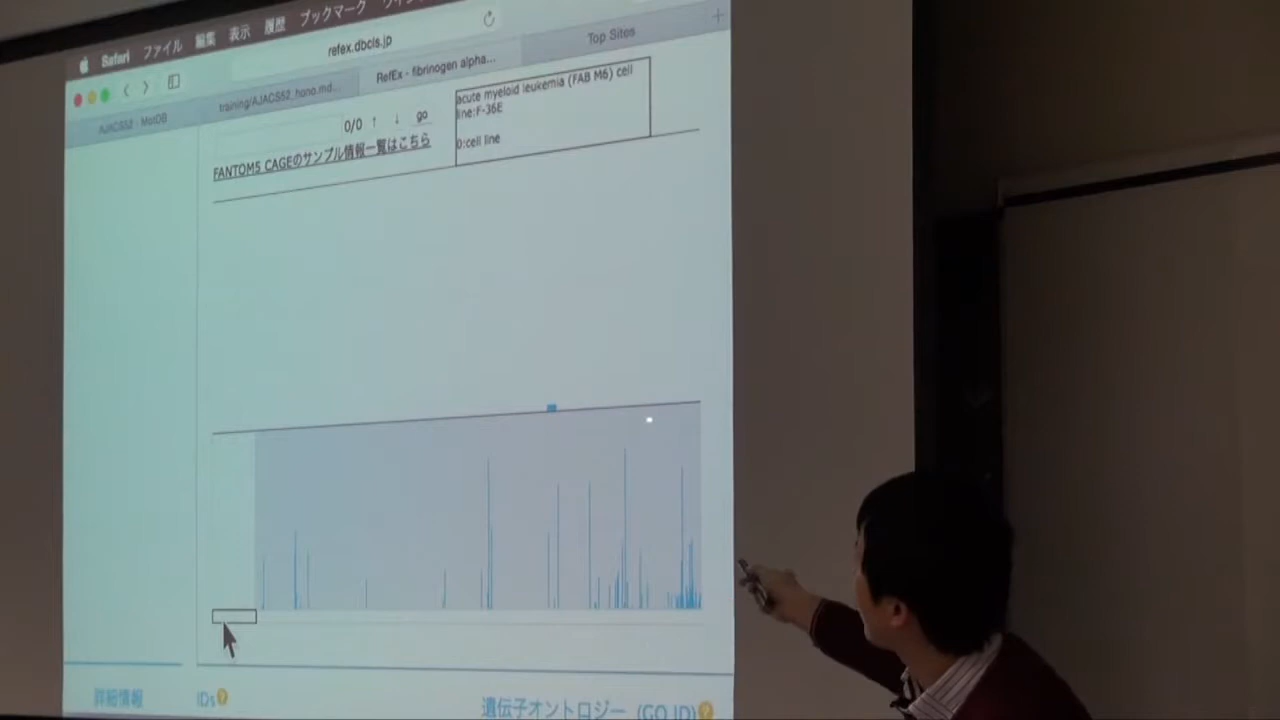 Safari ファイル 編集 表示 履歴 ブックマーク
refex.dbcls.jp
AJACS52 - MotDB
training/AJACS52_hono.md...
RefEx - fibrinogen alpha...
Top Sites
0/0 ↑ ↓ go
FANTOM5 CAGEのサンプル情報一覧はこちら
acute myeloid leukemia (FAB M6) cell
line:F-36E
0:cell line
詳細情報
IDs
遺伝子オントロジー (GO ID)